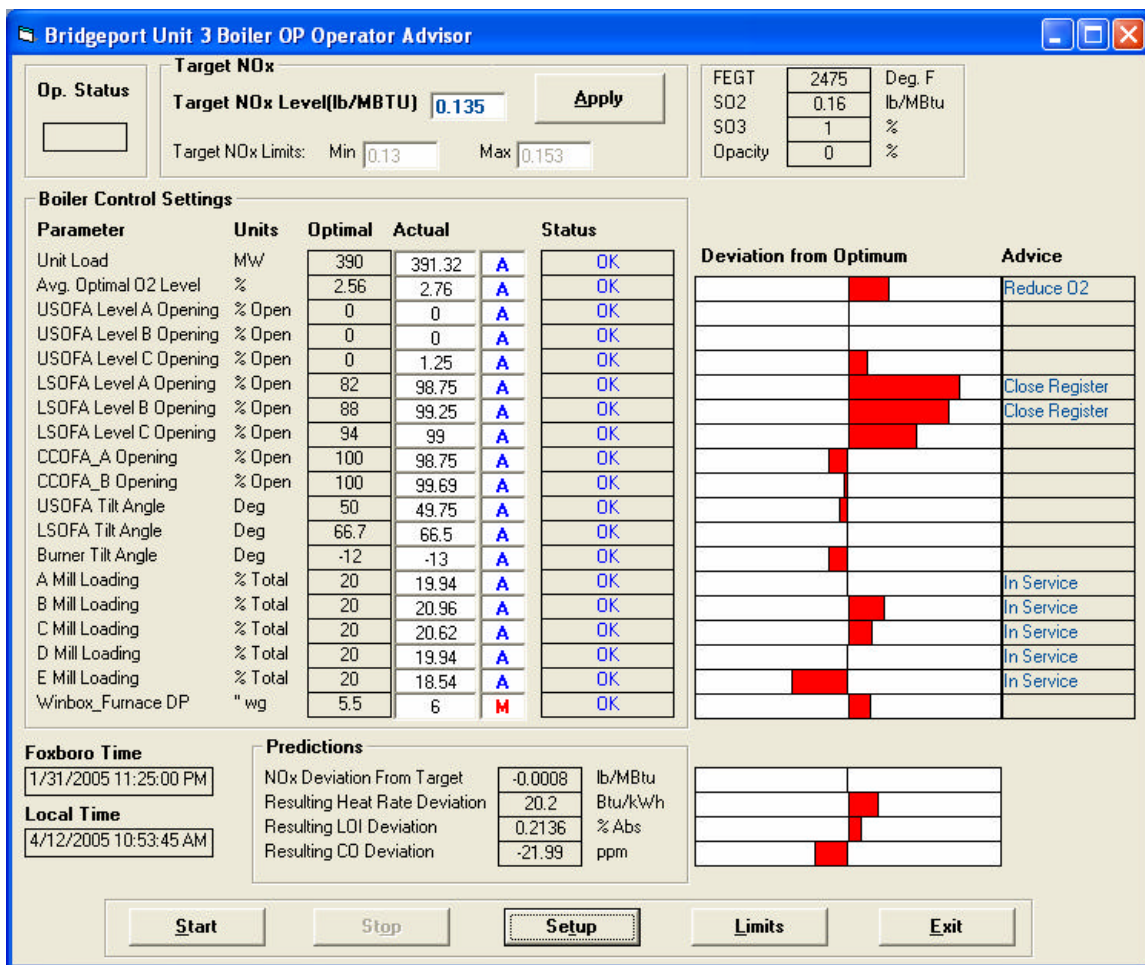 Bridgeport Unit 3 Boiler OP Operator Advisor
Op. Status
Target NOx
Target NOx Level(lb/MBTU) 0.135 Apply
Target NOx Limits: Min 0.13 Max 0.153
FEGT 2475 Deg. F
SO2 0.16 lb/MBtu
SO3 1 %
Opacity 0 %
Boiler Control Settings
Parameter Units Optimal Actual Status Deviation from Optimum Advice
Unit Load MW 390 391.32 A OK
Avg. Optimal O2 Level % 2.56 2.76 A OK Reduce O2
USOFA Level A Opening % Open 0 0 A OK
USOFA Level B Opening % Open 0 0 A OK
USOFA Level C Opening % Open 0 1.25 A OK
LSOFA Level A Opening % Open 82 98.75 A OK Close Register
LSOFA Level B Opening % Open 88 99.25 A OK Close Register
LSOFA Level C Opening % Open 94 99 A OK
CCOFA_A Opening % Open 100 98.75 A OK
CCOFA_B Opening % Open 100 99.69 A OK
USOFA Tilt Angle Deg 50 49.75 A OK
LSOFA Tilt Angle Deg 66.7 66.5 A OK
Burner Tilt Angle Deg -12 -13 A OK
A Mill Loading % Total 20 19.94 A OK In Service
B Mill Loading % Total 20 20.96 A OK In Service
C Mill Loading % Total 20 20.62 A OK In Service
D Mill Loading % Total 20 19.94 A OK In Service
E Mill Loading % Total 20 18.54 A OK In Service
Winbox_Furnace DP " wg 5.5 6 M OK
Foxboro Time
1/31/2005 11:25:00 PM
Local Time
4/12/2005 10:53:45 AM
Predictions
NOx Deviation From Target -0.0008 lb/MBtu
Resulting Heat Rate Deviation 20.2 Btu/kWh
Resulting LOI Deviation 0.2136 % Abs
Resulting CO Deviation -21.99 ppm
Start Stop Setup Limits Exit